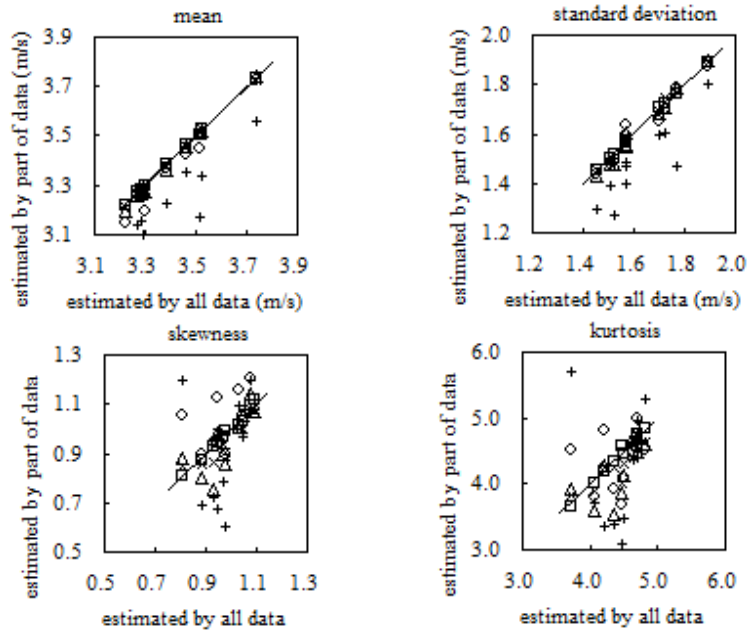 mean
3.9
3.7
3.5
3.3
3.1
3.1 3.3 3.5 3.7 3.9
estimated by part of data (m/s)
estimated by all data (m/s)
standard deviation
2.0
1.8
1.6
1.4
1.2
1.2 1.4 1.6 1.8 2.0
estimated by part of data (m/s)
estimated by all data (m/s)
skewness
1.3
1.1
0.9
0.7
0.5
0.5 0.7 0.9 1.1 1.3
estimated by part of data
estimated by all data
kurtosis
6.0
5.0
4.0
3.0
3.0 4.0 5.0 6.0
estimated by part of data
estimated by all data